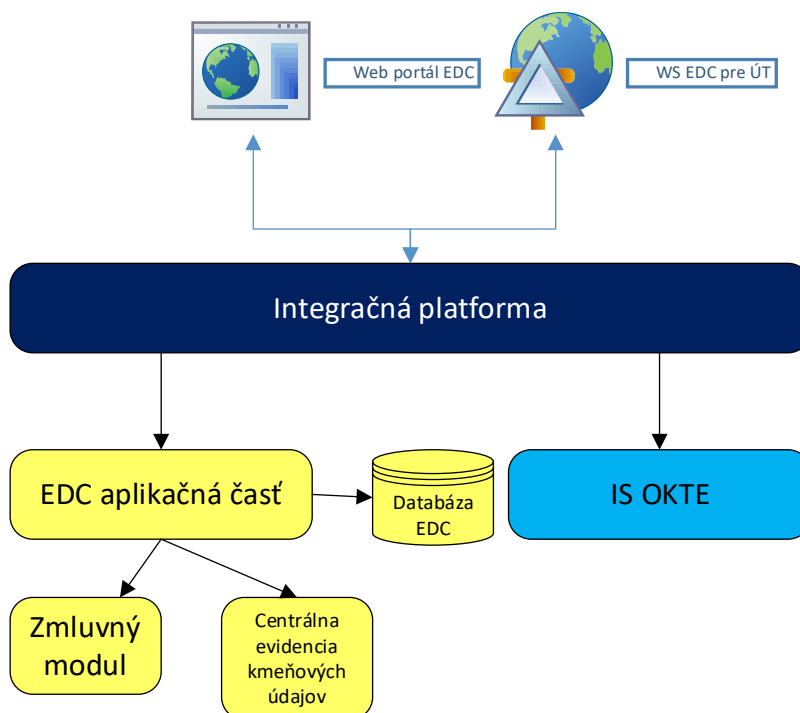 Web portál EDC
WS EDC pre ÚT
Integračná platforma
EDC aplikačná časť
Databáza
EDC
IS OKTE
Zmluvný
modul
Centrálna
evidencia
kmeňových
údajov